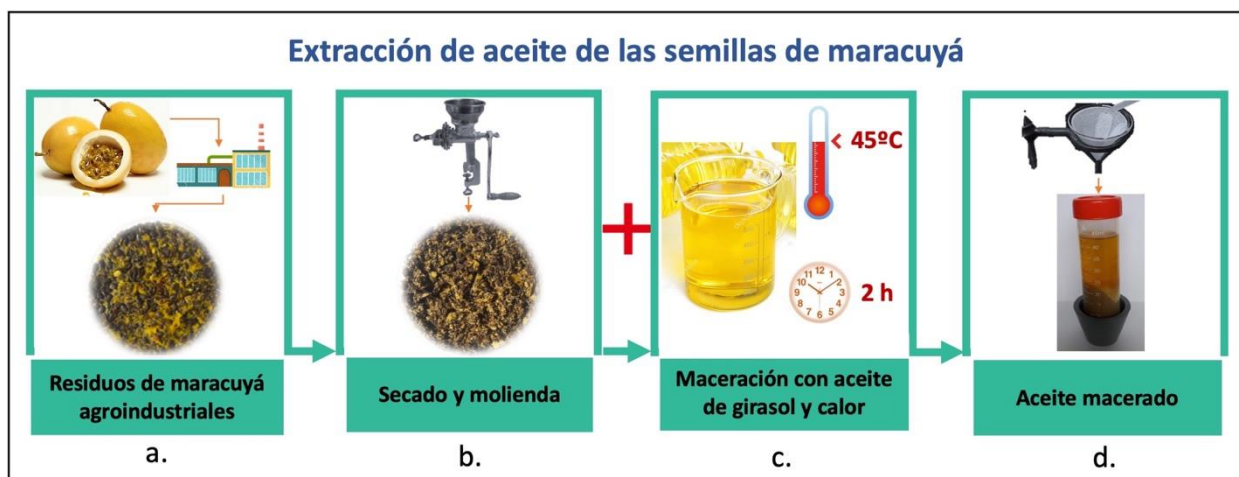 Extracción de aceite de las semillas de maracuyá
45ºC
2 h
Residuos de maracuyá
agroindustriales
Secado y molienda
Maceración con aceite
de girasol y calor
Aceite macerado
a.
b.
c.
d.